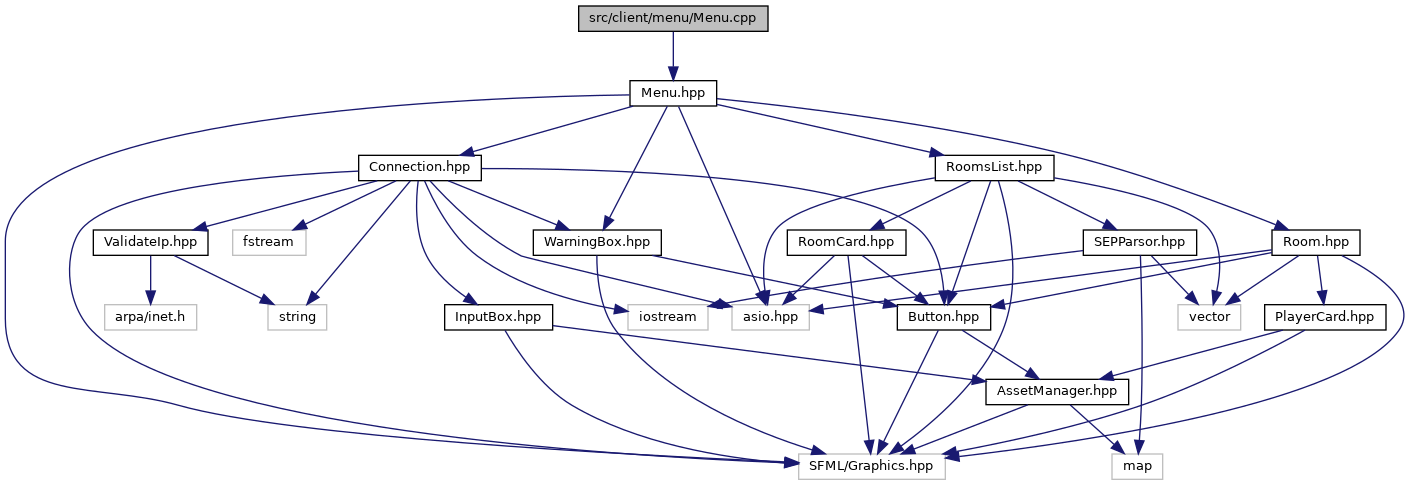 src/client/menu/Menu.cpp
Menu.hpp
Connection.hpp
RoomsList.hpp
ValidateIp.hpp
fstream
WarningBox.hpp
RoomCard.hpp
SEPParsor.hpp
Room.hpp
arpa/inet.h
string
InputBox.hpp
iostream
asio.hpp
Button.hpp
vector
PlayerCard.hpp
AssetManager.hpp
SFML/Graphics.hpp
map